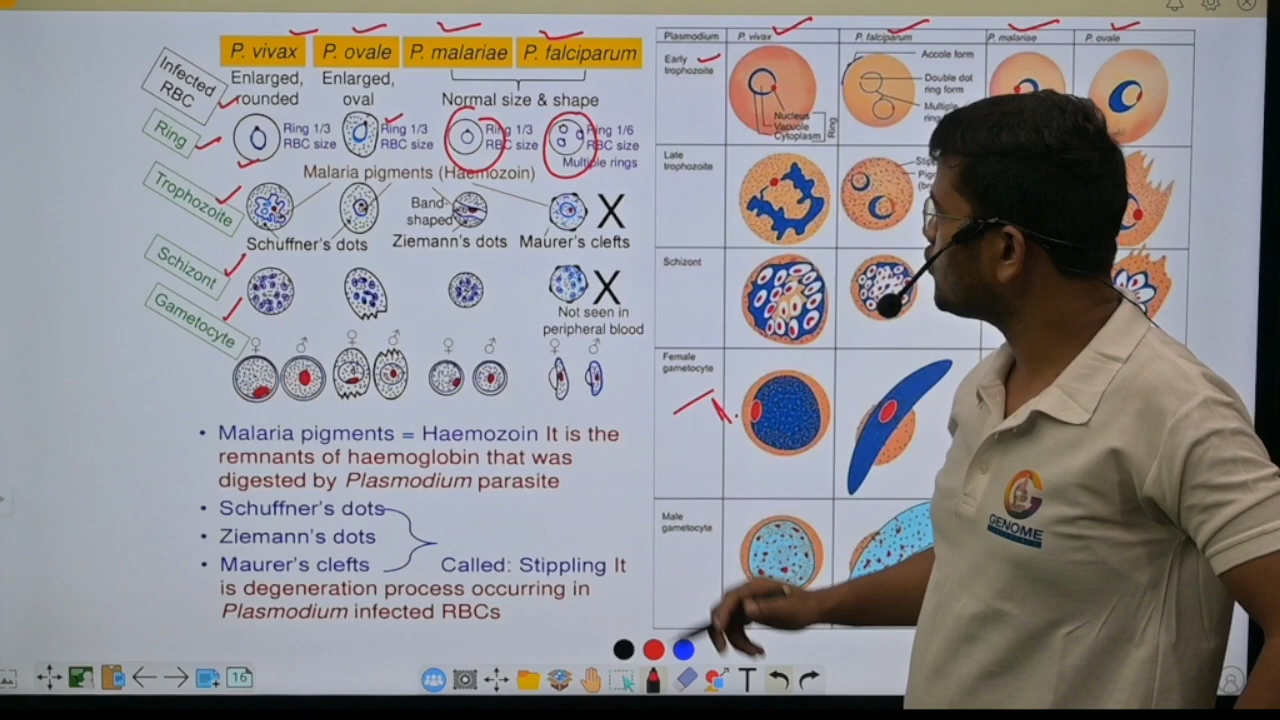 P. vivax P. ovale P. malariae P. falciparum
Infected RBC
Enlarged, rounded
Enlarged, oval
Normal size & shape
Ring
Ring 1/3 RBC size
Ring 1/3 RBC size
Ring 1/3 RBC size
Ring 1/6 RBC size
Multiple rings
Malaria pigments (Haemozoin)
Trophozoite
Band-shaped
X
Schuffner's dots
Ziemann's dots
Maurer's clefts
Schizont
X
Not seen in peripheral blood
Gametocyte
♀ ♂ ♀ ♂ ♀ ♂ ♀ ♂
• Malaria pigments = Haemozoin It is the
remnants of haemoglobin that was
digested by Plasmodium parasite
• Schuffner's dots
• Ziemann's dots
• Maurer's clefts Called: Stippling It
is degeneration process occurring in
Plasmodium infected RBCs
Plasmodium P. vivax P. falciparum P. malariae P. ovale
Early trophozoite
Nucleus
Vacuole
Cytoplasm
Ring
Accole form
Double dot ring form
Multiple
Late trophozoite
Schizont
Female gametocyte
Male gametocyte
GENOME
16
T